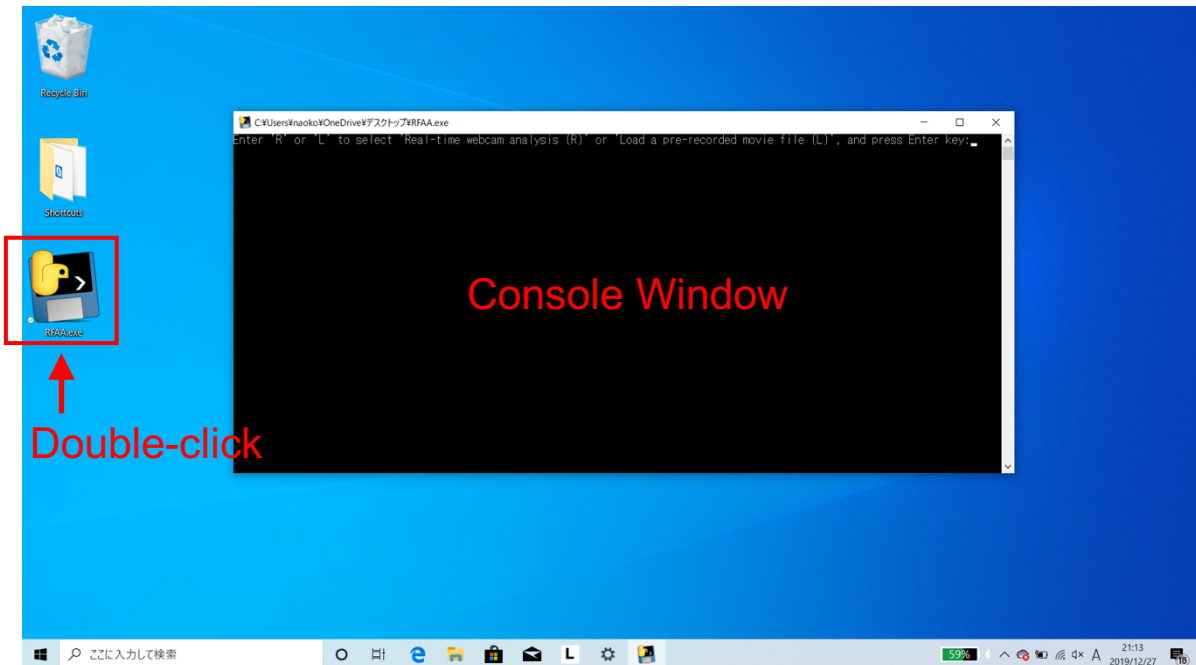 Recycle Bin
C:¥Users¥naoko¥OneDrive¥デスクトップ¥RFAA.exe
Enter 'R' or 'L' to select 'Real-time webcam analysis (R)' or 'Load a pre-recorded movie file (L)', and press Enter key:
Shortcuts
RFAA.exe
Console Window
Double-click
ここに入力して検索
L
59%
A
21:13
2019/12/27
18